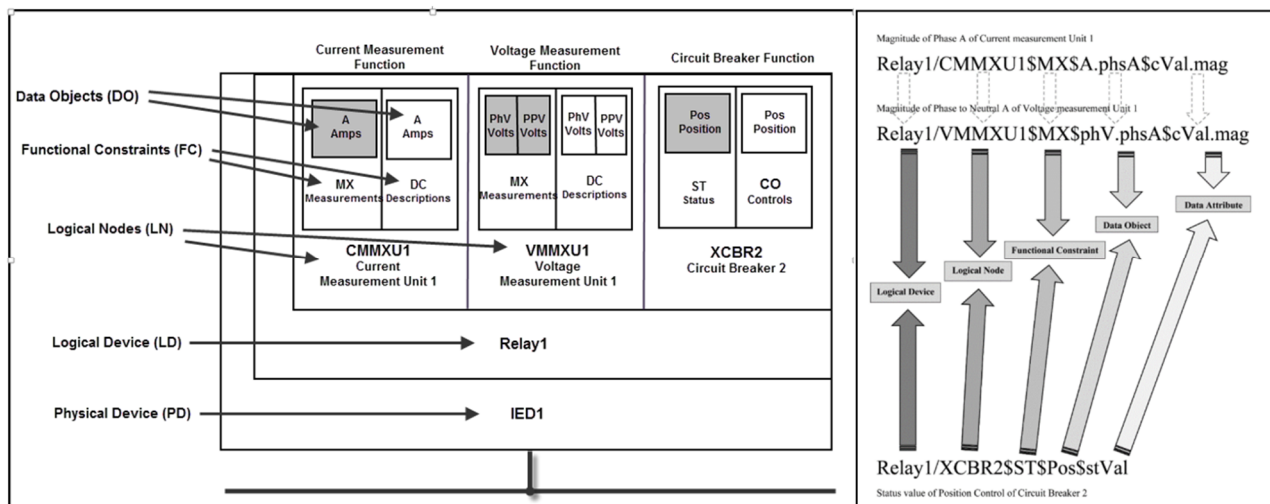 Current Measurement
Function
Voltage Measurement
Function
Circuit Breaker Function
Data Objects (DO)
A
Amps
A
Amps
PhV
Volts
PPV
Volts
PhV
Volts
PPV
Volts
Pos
Position
Pos
Position
Functional Constraints (FC)
MX
Measurements
DC
Descriptions
MX
Measurements
DC
Descriptions
ST
Status
CO
Controls
Logical Nodes (LN)
CMMXU1
Current
Measurement Unit 1
VMMXU1
Voltage
Measurement Unit 1
XCBR2
Circuit Breaker 2
Logical Device (LD)
Relay1
Physical Device (PD)
IED1
Magnitude of Phase A of Current measurement Unit 1
Relay1/CMMXU1$MX$A.phsA$cVal.mag
Magnitude of Phase to Neutral A of Voltage measurement Unit 1
Relay1/VMMXU1$MX$phV.phsA$cVal.mag
Data Attribute
Data Object
Functional Constraint
Logical Node
Logical Device
Relay1/XCBR2$ST$Pos$stVal
Status value of Position Control of Circuit Breaker 2